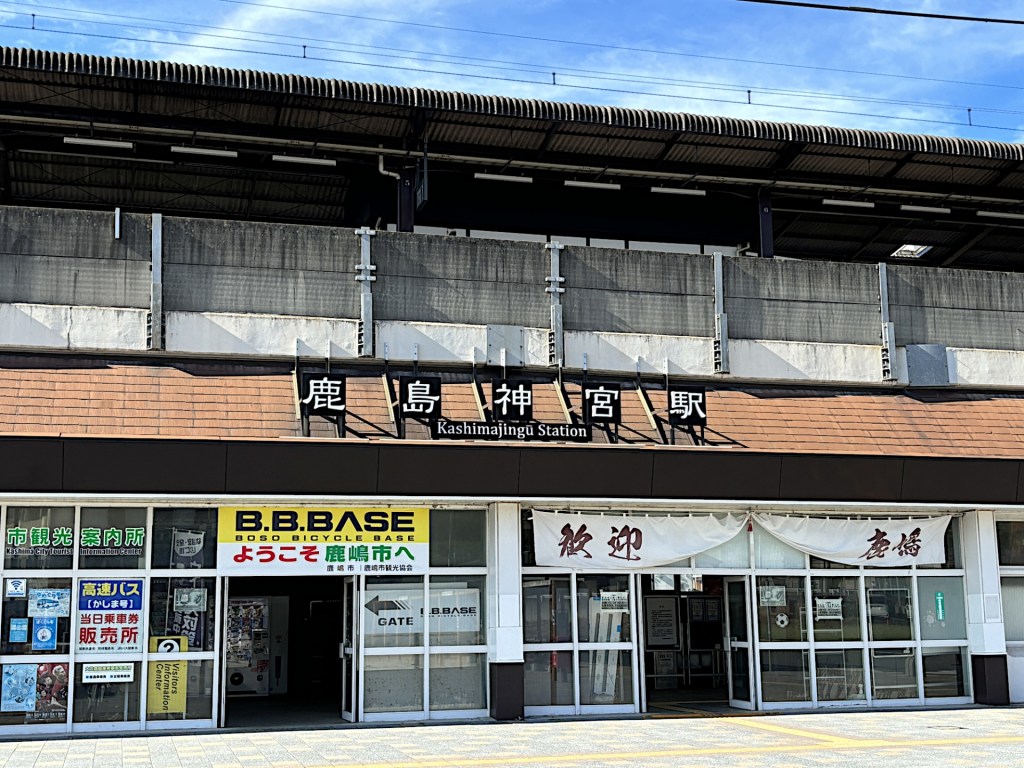 鹿島神宮駅
Kashimajingū Station
市観光案内所
Kashima City Tourist Information Center
B.B.BASE
BOSO BICYCLE BASE
ようこそ 鹿嶋市へ
鹿嶋市 | 鹿嶋市観光協会
歓迎
鹿嶋
高速バス
[かしま号]
当日乗車券
販売所
?
Visitors
Information
Center
GATE
B.B.BASE